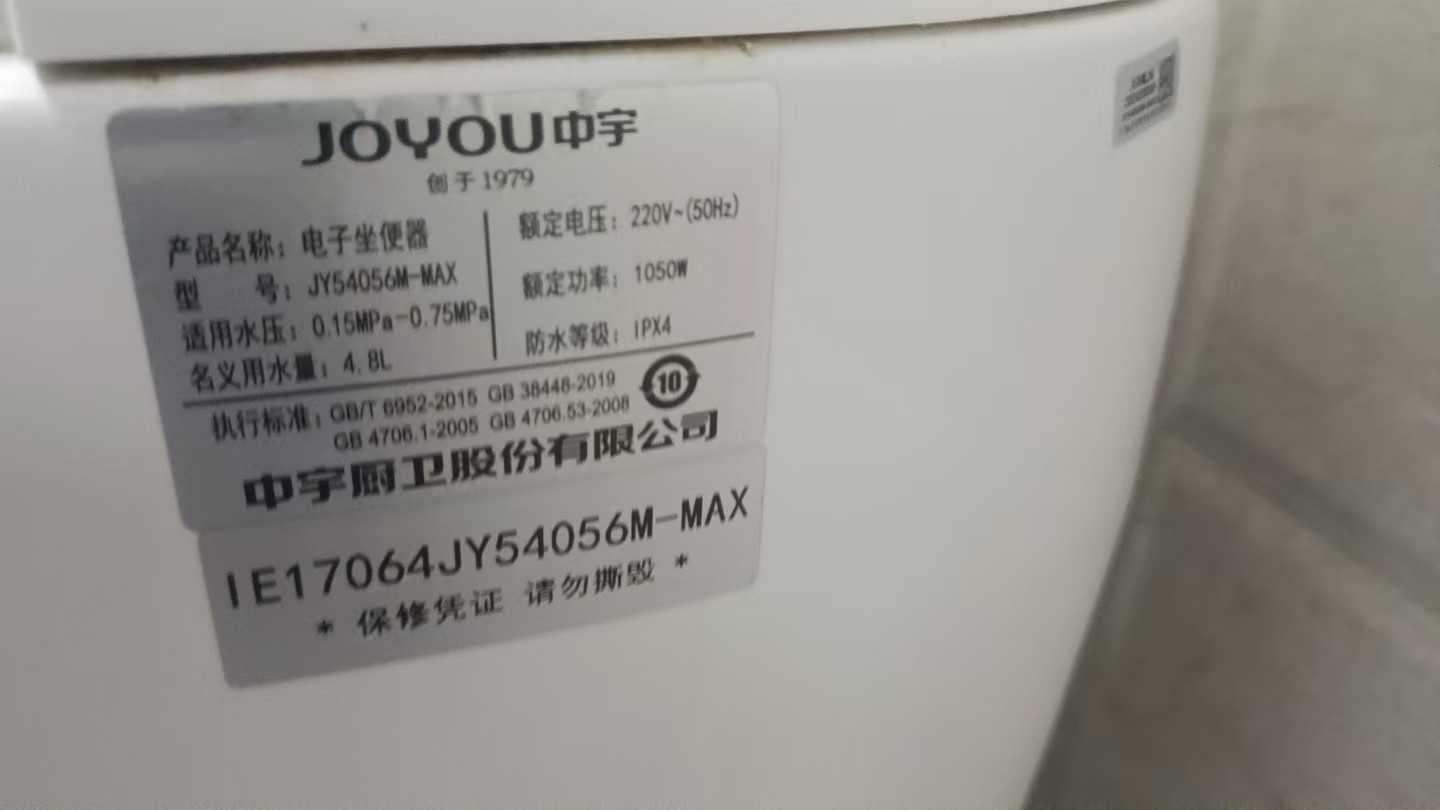 JOYOU中宇
创于1979
产品名称：电子坐便器
型 号：JY54056M-MAX
适用水压：0.15MPa-0.75MPa
名义用水量：4.8L
额定电压：220V~(50Hz)
额定功率：1050W
防水等级：IPX4
执行标准：GB/T 6952-2015 GB 38448-2019
GB 4706.1-2005 GB 4706.53-2008
10
中宇厨卫股份有限公司
IE17064JY54056M-MAX
* 保修凭证 请勿撕毁 *